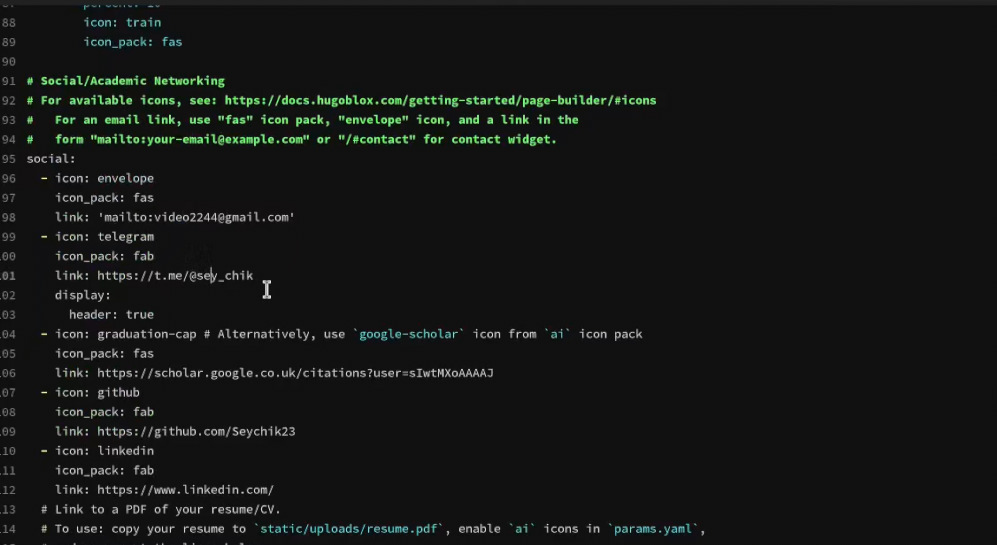 88         icon: train
89         icon_pack: fas
90
91 # Social/Academic Networking
92 # For available icons, see: https://docs.hugoblox.com/getting-started/page-builder/#icons
93 #   For an email link, use "fas" icon pack, "envelope" icon, and a link in the
94 #   form "mailto:your-email@example.com" or "/#contact" for contact widget.
95 social:
96   - icon: envelope
97     icon_pack: fas
98     link: 'mailto:video2244@gmail.com'
99   - icon: telegram
00     icon_pack: fab
01     link: https://t.me/@sey_chik
02     display:
03       header: true
04   - icon: graduation-cap # Alternatively, use `google-scholar` icon from `ai` icon pack
05     icon_pack: fas
06     link: https://scholar.google.co.uk/citations?user=sIwtMXoAAAAJ
07   - icon: github
08     icon_pack: fab
09     link: https://github.com/Seychik23
10   - icon: linkedin
11     icon_pack: fab
12     link: https://www.linkedin.com/
13   # Link to a PDF of your resume/CV.
14   # To use: copy your resume to `static/uploads/resume.pdf`, enable `ai` icons in `params.yaml`,